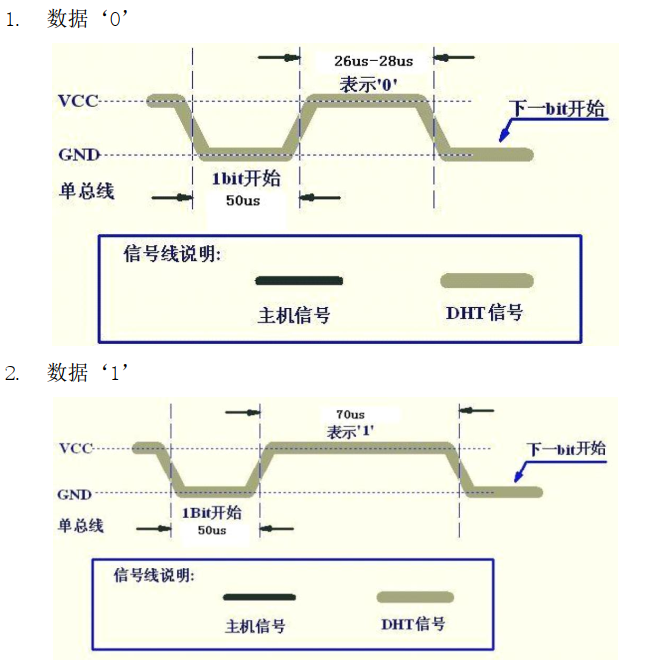 1. 数据‘0’
26us-28us
表示'0'
VCC
下一bit开始
GND
1bit开始
单总线
50us
信号线说明:
主机信号 DHT信号
2. 数据‘1’
70us
表示'1'
VCC
下一bit开始
GND
1Bit开始
单总线
50us
信号线说明:
主机信号 DHT信号